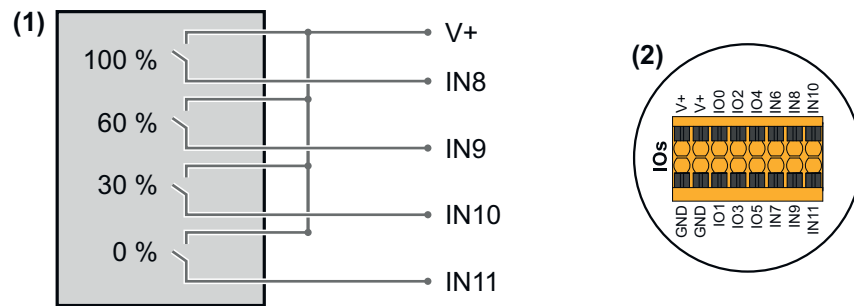 (1)
V+
100 %
IN8
60 %
IN9
30 %
IN10
0 %
IN11
(2)
V+ V+ IO0 IO2 IO4 IN6 IN8 IN10
IOs
GND GND IO1 IO3 IO5 IN7 IN9 IN11